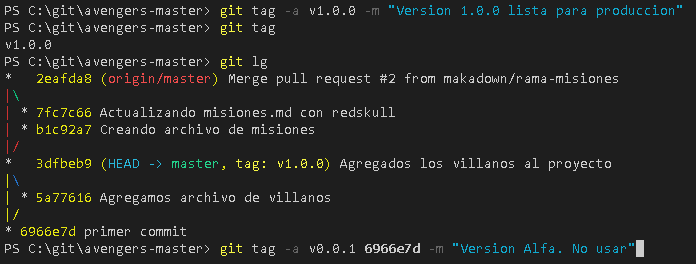 PS C:\git\avengers-master> git tag -a v1.0.0 -m "Version 1.0.0 lista para produccion"
PS C:\git\avengers-master> git tag
v1.0.0
PS C:\git\avengers-master> git lg
*   2eafda8 (origin/master) Merge pull request #2 from makadown/rama-misiones
|\
| * 7fc7c66 Actualizando misiones.md con redskull
| * b1c92a7 Creando archivo de misiones
|/
*   3dfbeb9 (HEAD -> master, tag: v1.0.0) Agregados los villanos al proyecto
|\
| * 5a77616 Agregamos archivo de villanos
|/
* 6966e7d primer commit
PS C:\git\avengers-master> git tag -a v0.0.1 6966e7d -m "Version Alfa. No usar"